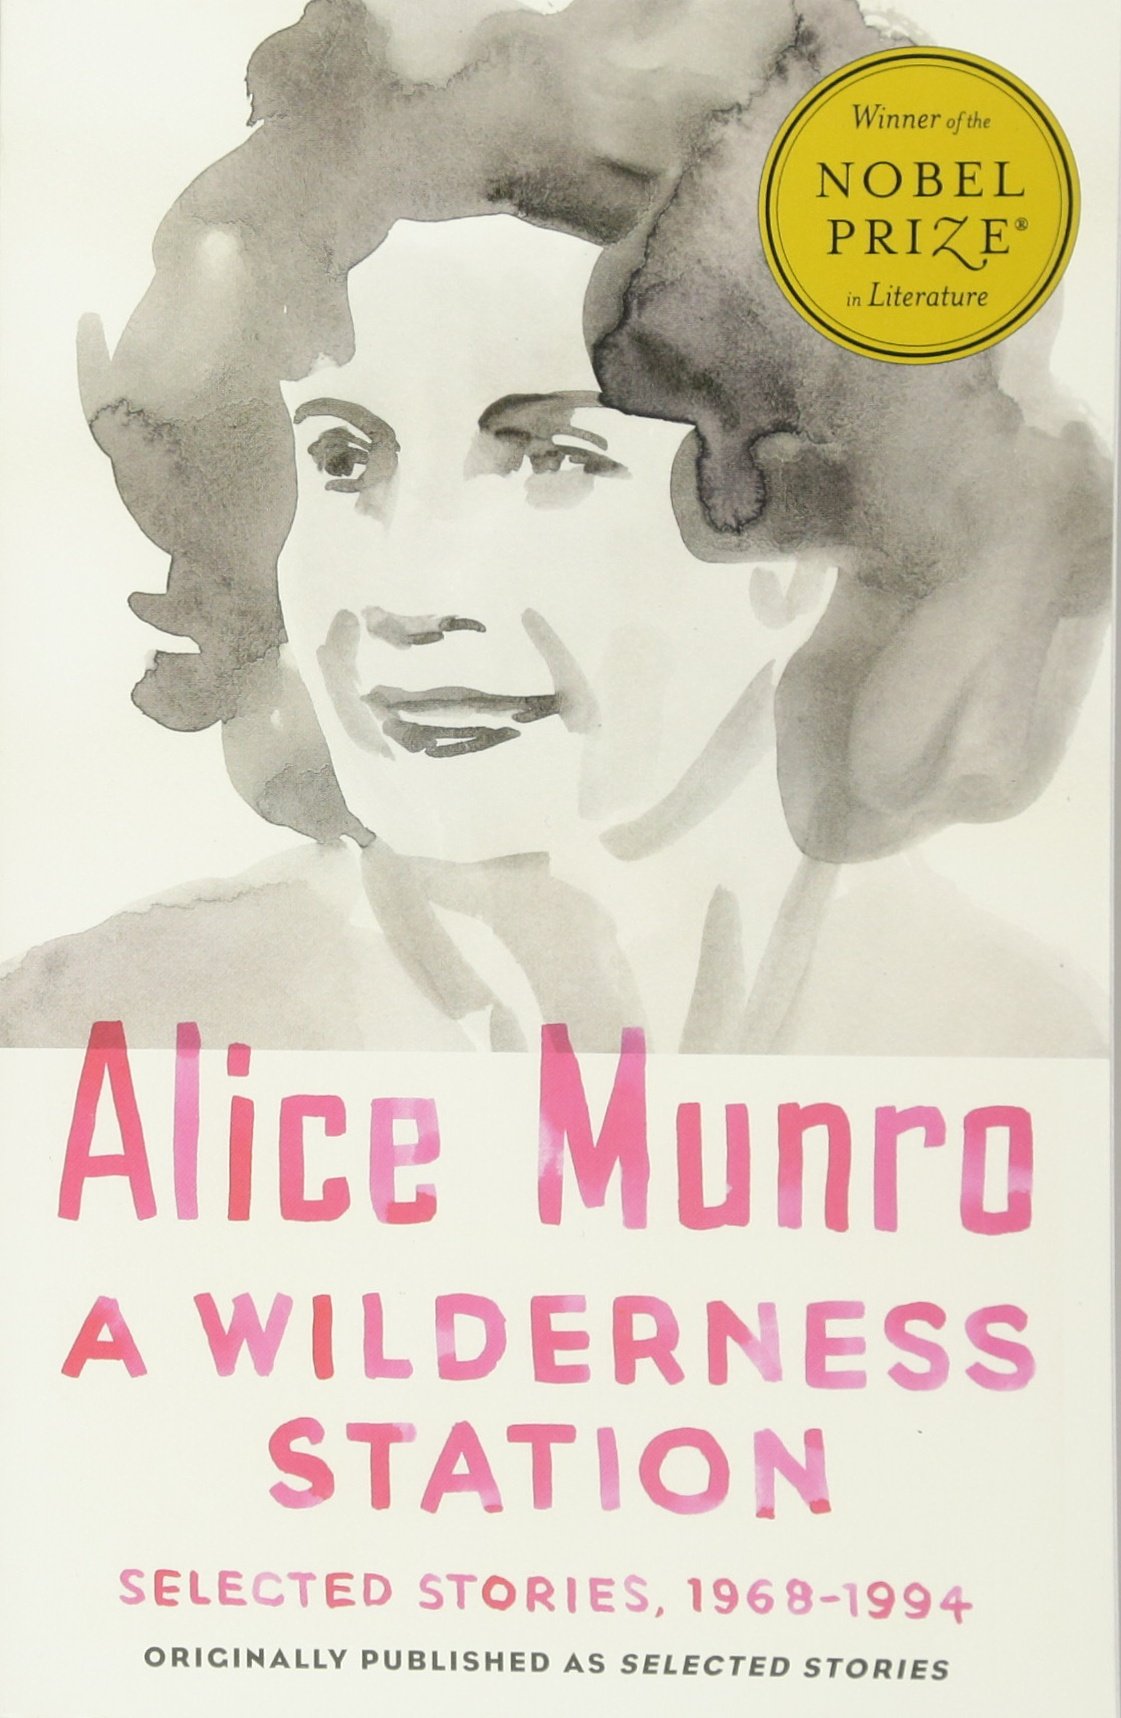 Winner of the
NOBEL
PRIZE®
in Literature
Alice Munro
A WILDERNESS
STATION
SELECTED STORIES, 1968-1994
ORIGINALLY PUBLISHED AS SELECTED STORIES